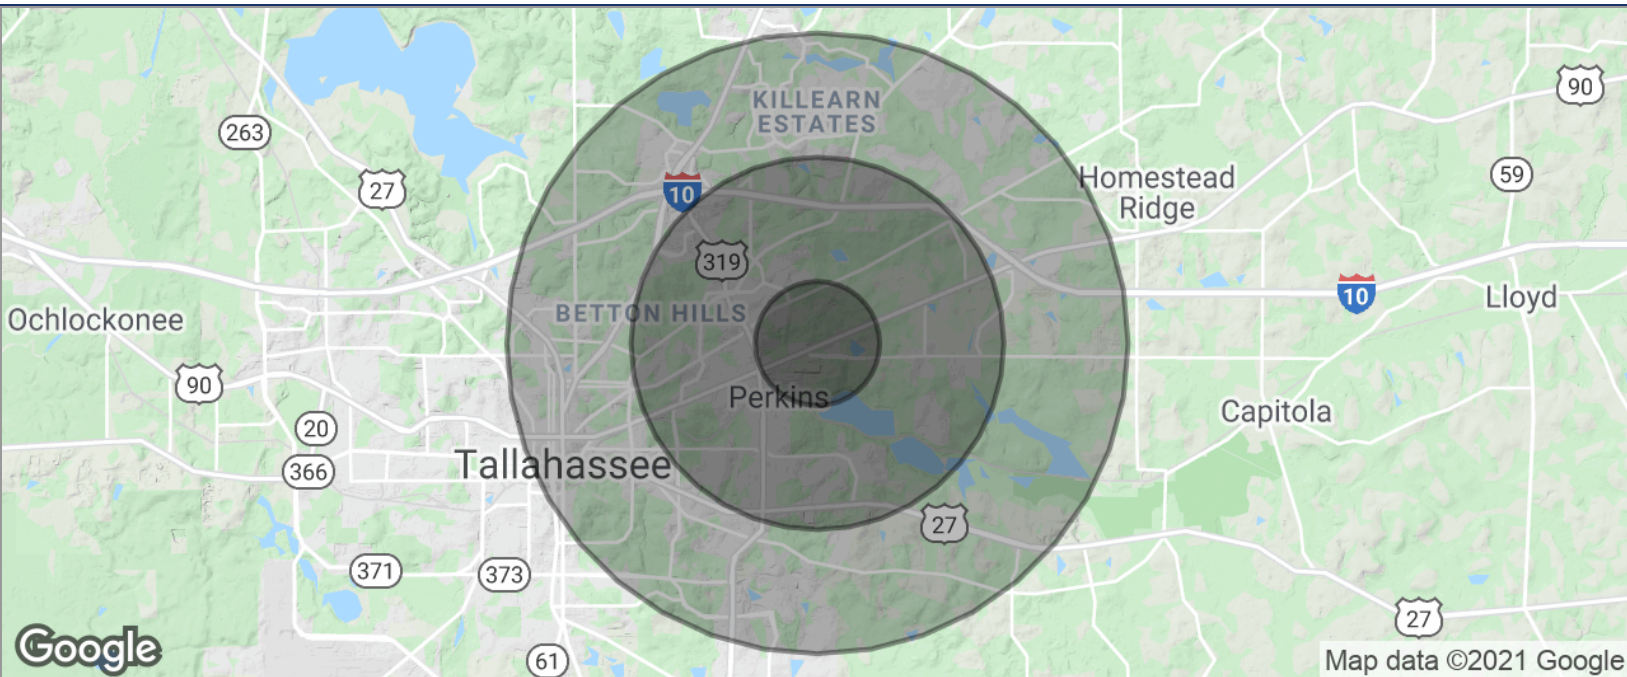 KILLEARN
ESTATES
90
263
27
10
Homestead
Ridge
59
319
10
Lloyd
BETTON HILLS
Ochlockonee
90
Perkins
Capitola
20
Tallahassee
366
27
371
373
27
Google
61
Map data ©2021 Google